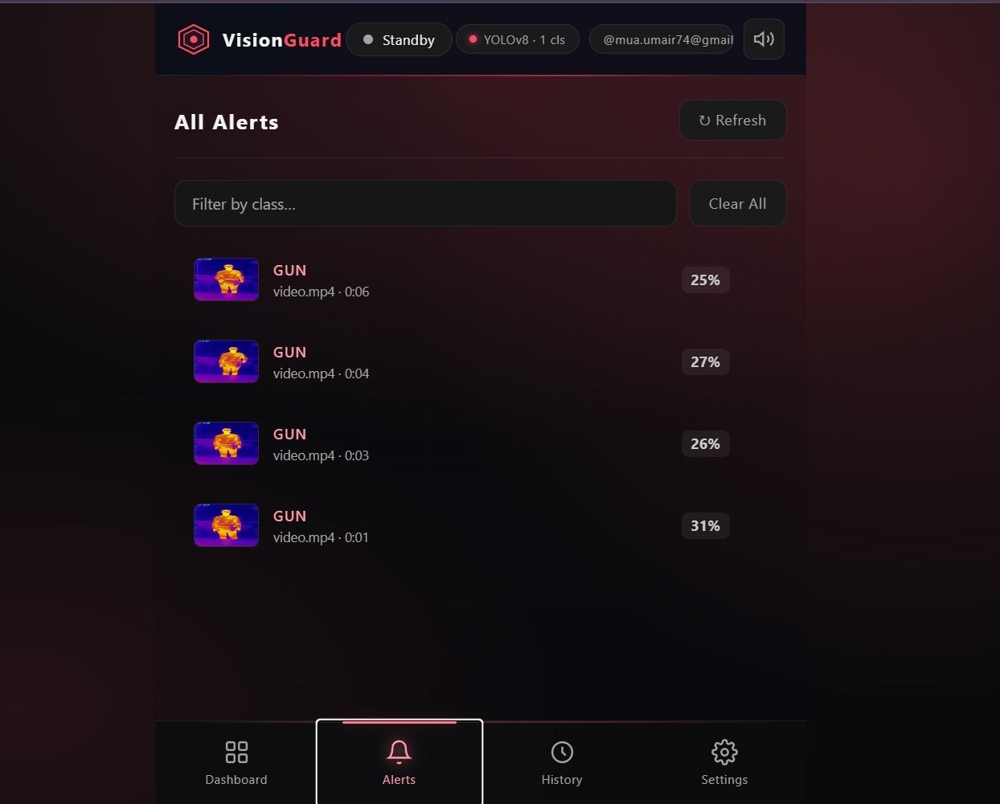 VisionGuard
Standby
YOLOv8 · 1 cls
@mua.umair74@gmail
All Alerts
↻ Refresh
Filter by class...
Clear All
GUN
video.mp4 · 0:06
25%
GUN
video.mp4 · 0:04
27%
GUN
video.mp4 · 0:03
26%
GUN
video.mp4 · 0:01
31%
Dashboard
Alerts
History
Settings